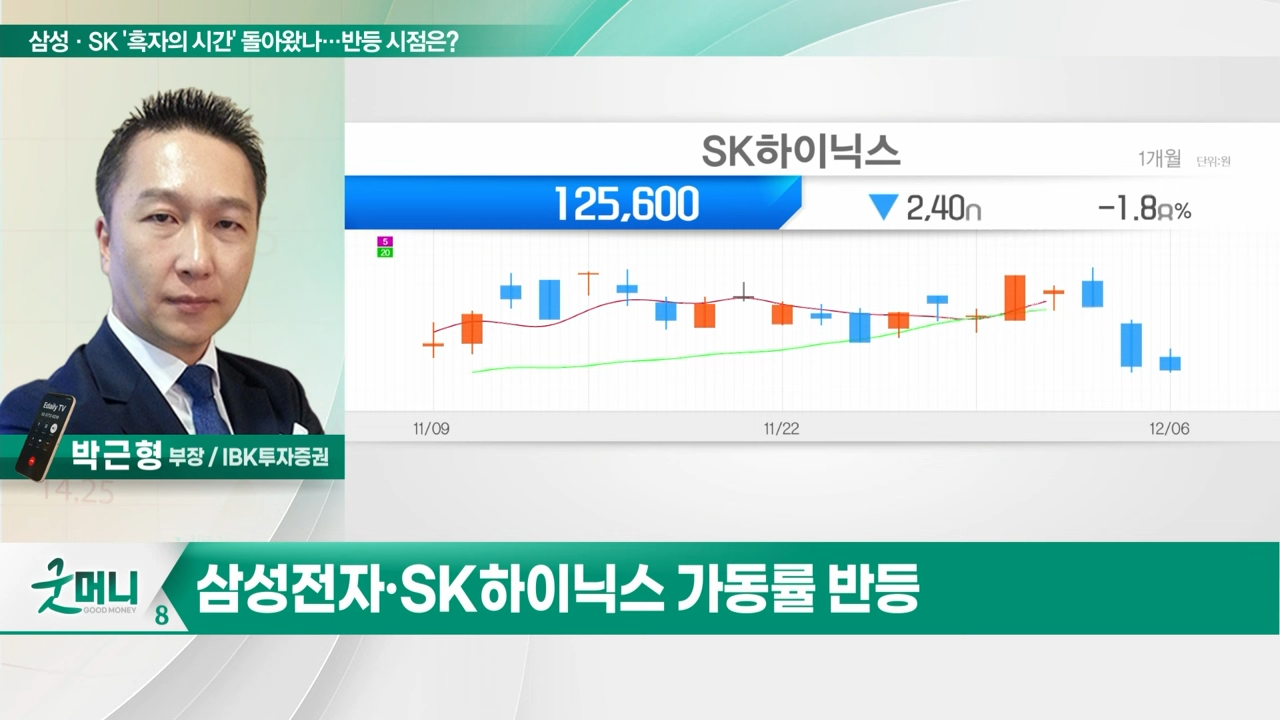 삼성·SK '흑자의 시간' 돌아왔나…반등 시점은?
SK하이닉스
1개월 단위:원
125,600
▼
5
20
11/09 11/22 12/06
Edaily TV
박근형 부장 / IBK투자증권
14.25
굿머니
GOOD MONEY
8
삼성전자·SK하이닉스 가동률 반등